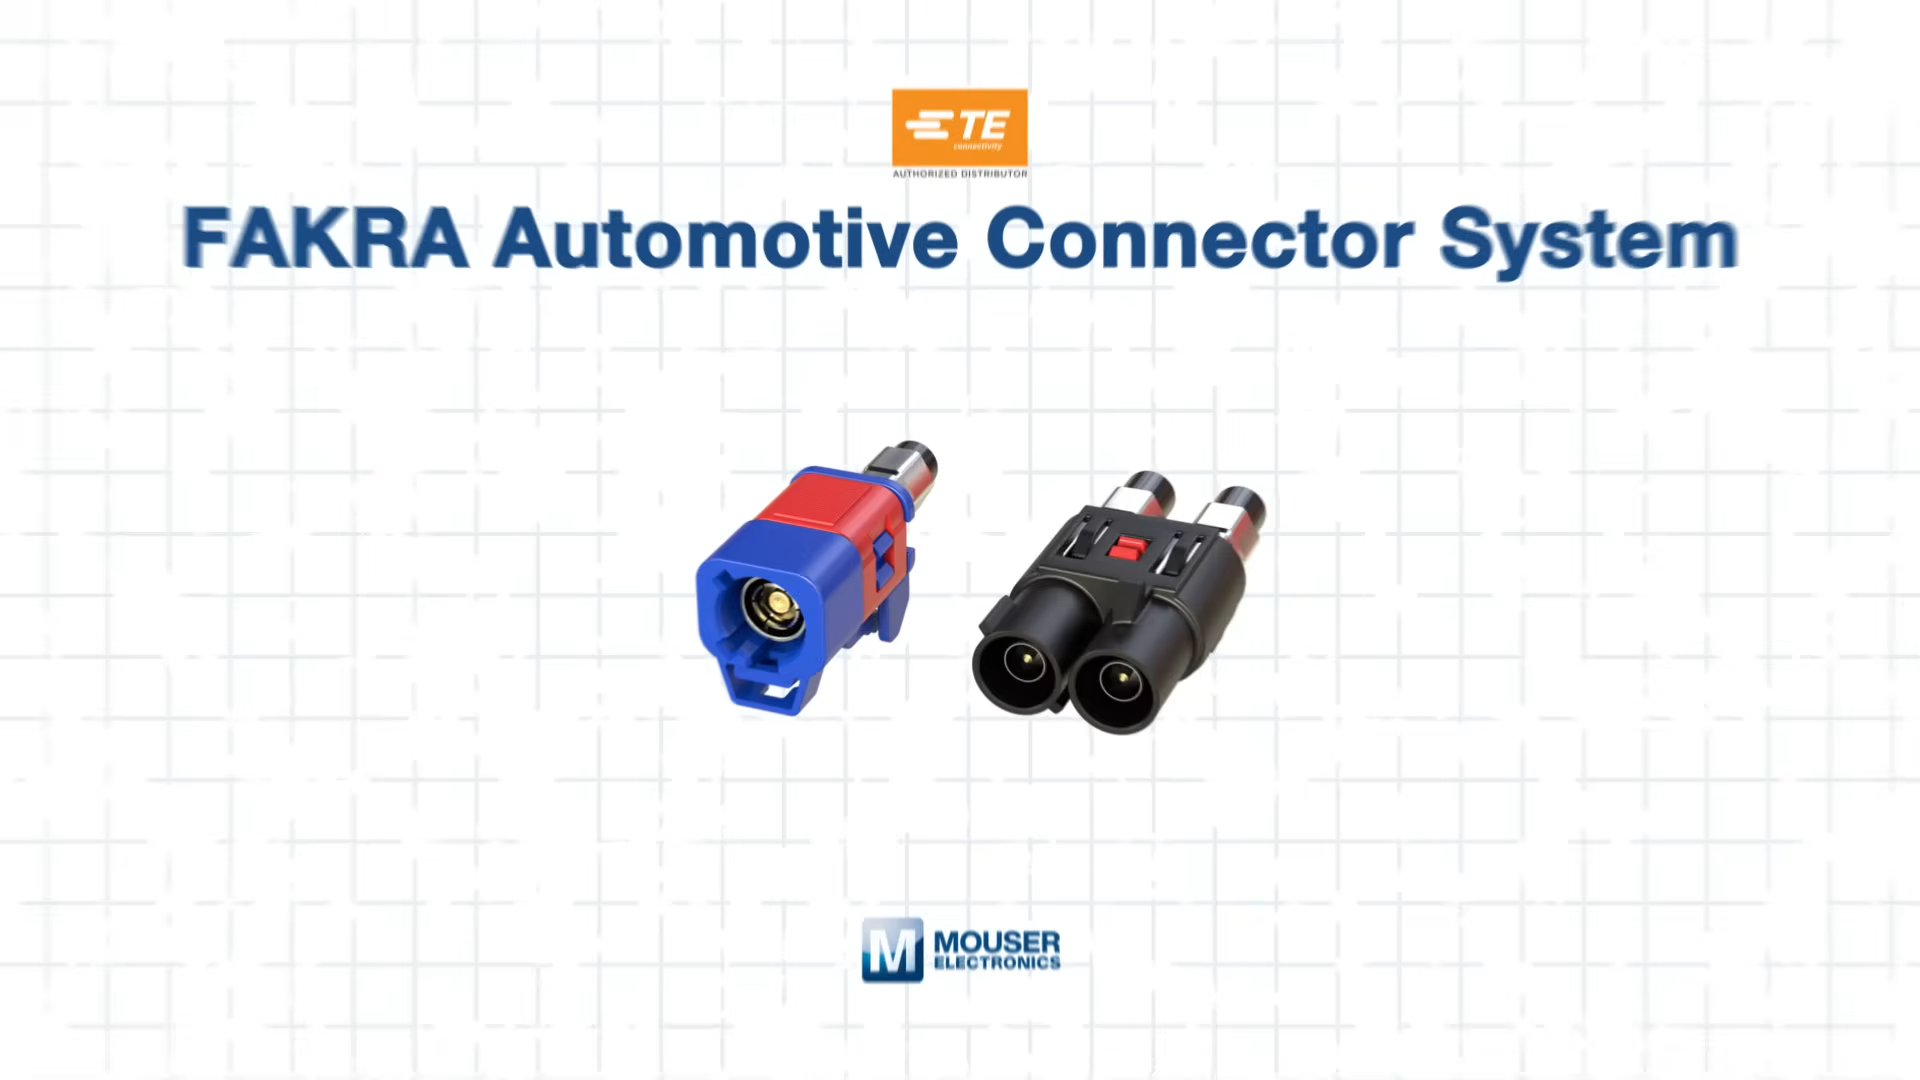 TE
connectivity
AUTHORIZED DISTRIBUTOR
FAKRA Automotive Connector System
M
MOUSER
ELECTRONICS